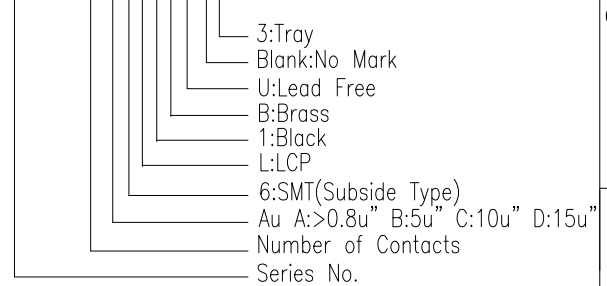 3:Tray
Blank:No Mark
U:Lead Free
B:Brass
1:Black
L:LCP
6:SMT(Subside Type)
Au A:>0.8u" B:5u" C:10u" D:15u"
Number of Contacts
Series No.